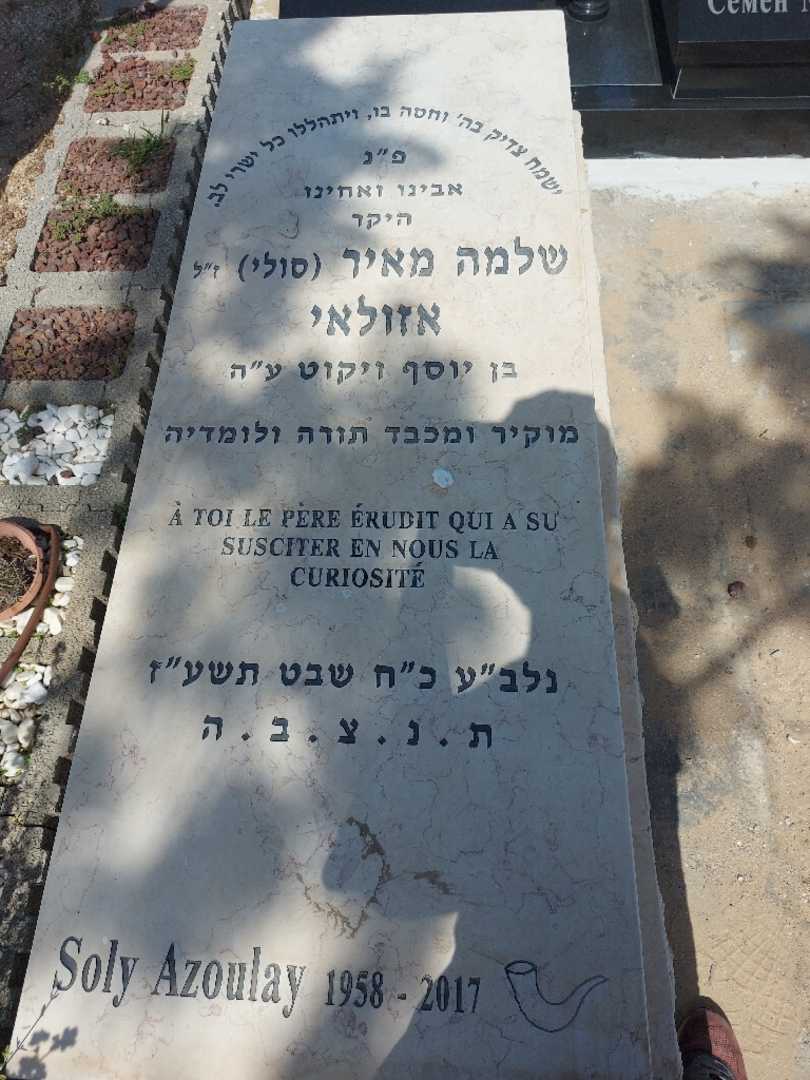 Семен
ישמח צדיק בה' וחסה בו, ויתהללו כל ישרי לב.
פ"נ
אבינו ואחינו
היקר
שלמה מאיר (סולי) ז"ל
אזולאי
בן יוסף ויקוט ע"ה
מוקיר ומכבד תורה ולומדיה
À TOI LE PÈRE ÉRUDIT QUI A SU
SUSCITER EN NOUS LA
CURIOSITÉ
נלב"ע כ"ח שבט תשע"ז
ת.נ.צ.ב.ה
Soly Azoulay 1958 - 2017